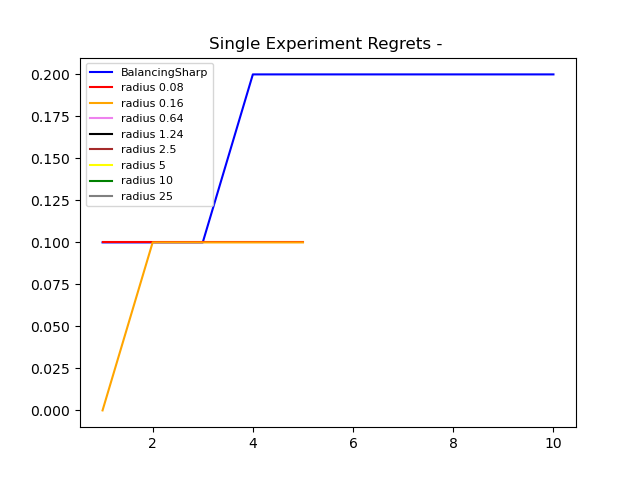 Single Experiment Regrets -
BalancingSharp
radius 0.08
radius 0.16
radius 0.64
radius 1.24
radius 2.5
radius 5
radius 10
radius 25
0.200
0.175
0.150
0.125
0.100
0.075
0.050
0.025
0.000
2 4 6 8 10